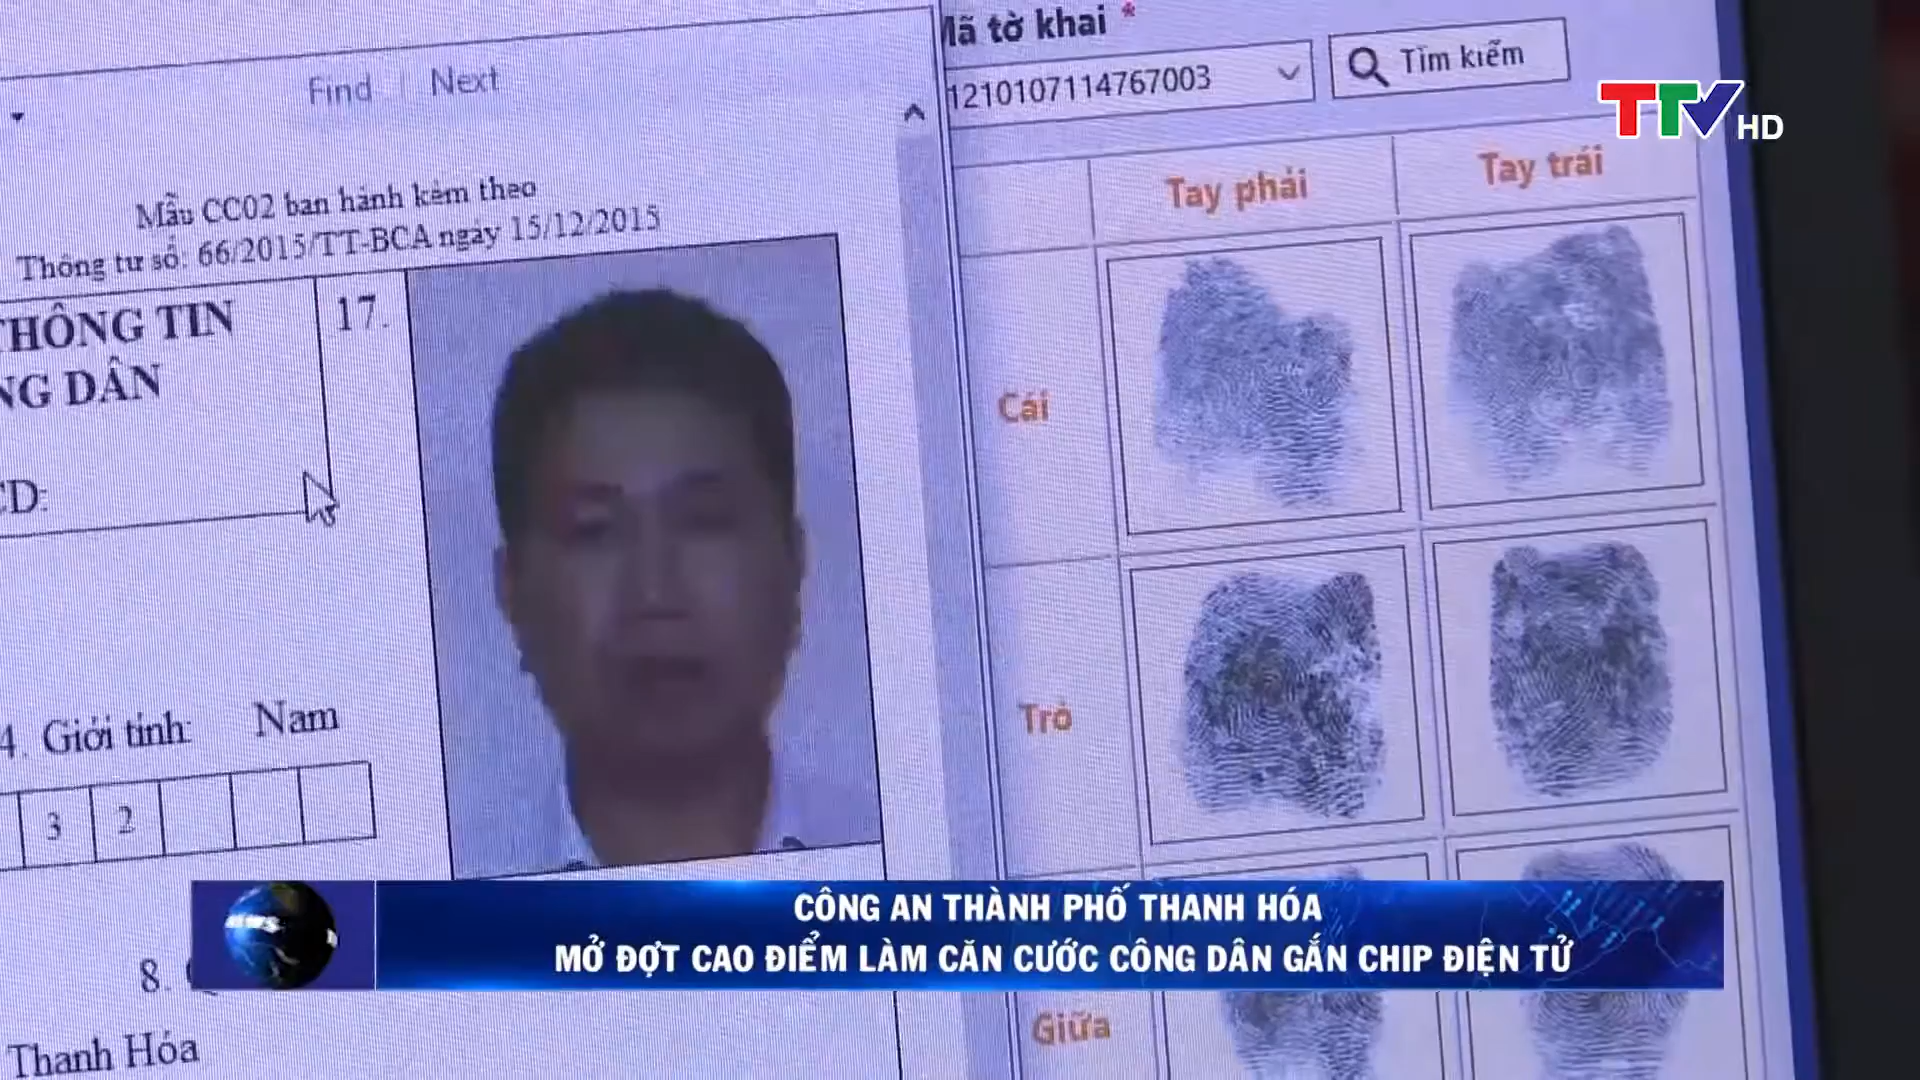 Find | Next
Mẫu CC02 ban hành kèm theo
Thông tư số: 66/2015/TT-BCA ngày 15/12/2015
THÔNG TIN
NG DÂN
17.
CD:
4. Giới tính: Nam
3 2
8.
Thanh Hóa
Mã tờ khai *
1210107114767003
Tìm kiếm
Tay phải
Tay trái
Cái
Trỏ
Giữa
TTV HD
NEWS
CÔNG AN THÀNH PHỐ THANH HÓA
MỞ ĐỢT CAO ĐIỂM LÀM CĂN CƯỚC CÔNG DÂN GẮN CHIP ĐIỆN TỬ